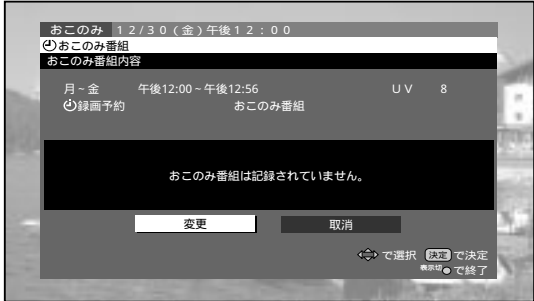 おこのみ 12/30(金)午後12:00
おこのみ番組
おこのみ番組内容
月~金 午後12:00~午後12:56 UV 8
録画予約 おこのみ番組
おこのみ番組は記録されていません。
変更 取消
で選択 決定 で決定
表示切 で終了